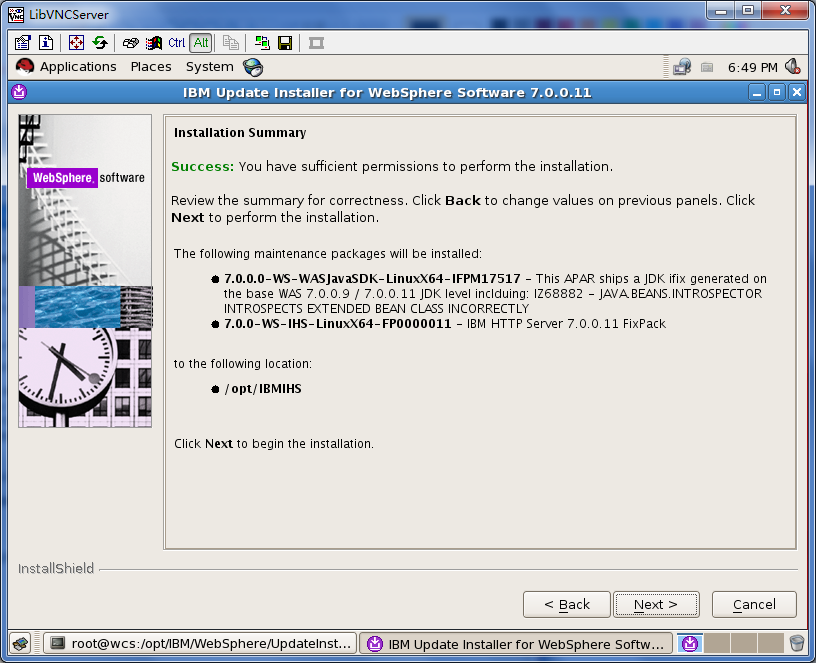 LibVNCServer
Ctrl Alt
Applications Places System 6:49 PM
IBM Update Installer for WebSphere Software 7.0.0.11
WebSphere. software
Installation Summary
Success: You have sufficient permissions to perform the installation.
Review the summary for correctness. Click Back to change values on previous panels. Click
Next to perform the installation.
The following maintenance packages will be installed:
7.0.0.0-WS-WASJavaSDK-LinuxX64-IFPM17517 - This APAR ships a JDK ifix generated on
the base WAS 7.0.0.9 / 7.0.0.11 JDK level inclduing: IZ68882 - JAVA.BEANS.INTROSPECTOR
INTROSPECTS EXTENDED BEAN CLASS INCORRECTLY
7.0.0-WS-IHS-LinuxX64-FP0000011 - IBM HTTP Server 7.0.0.11 FixPack
to the following location:
/opt/IBMIHS
Click Next to begin the installation.
InstallShield
< Back Next > Cancel
root@wcs:/opt/IBM/WebSphere/UpdateInst... IBM Update Installer for WebSphere Softw...